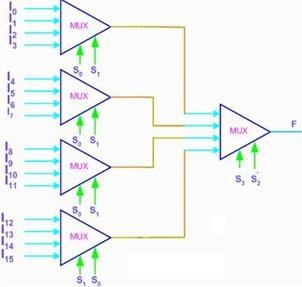 I0
I1
I2
I3
MUX
S0 S1
I4
I5
I6
I7
MUX
S0 S1
F
MUX
S3 S2
I8
I9
I10
I11
MUX
S0 S1
I12
I13
I14
I15
MUX
S1 S0